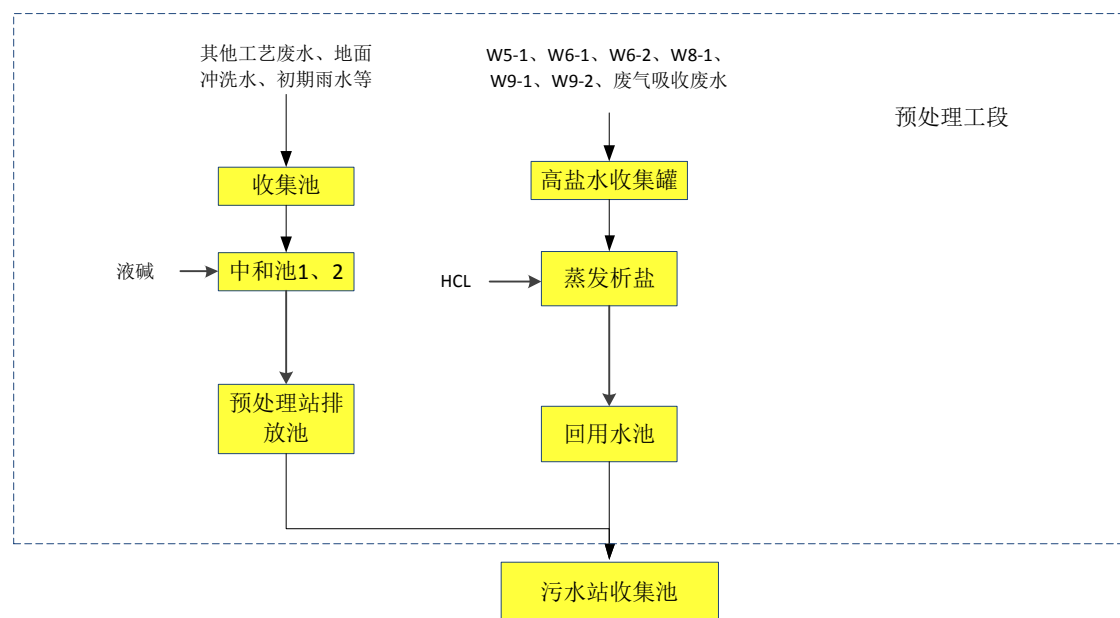 其他工艺废水、地面
冲洗水、初期雨水等
W5-1、W6-1、W6-2、W8-1、
W9-1、W9-2、废气吸收废水
预处理工段
收集池
高盐水收集罐
液碱
中和池1、2
HCL
蒸发析盐
预处理站排
放池
回用水池
污水站收集池